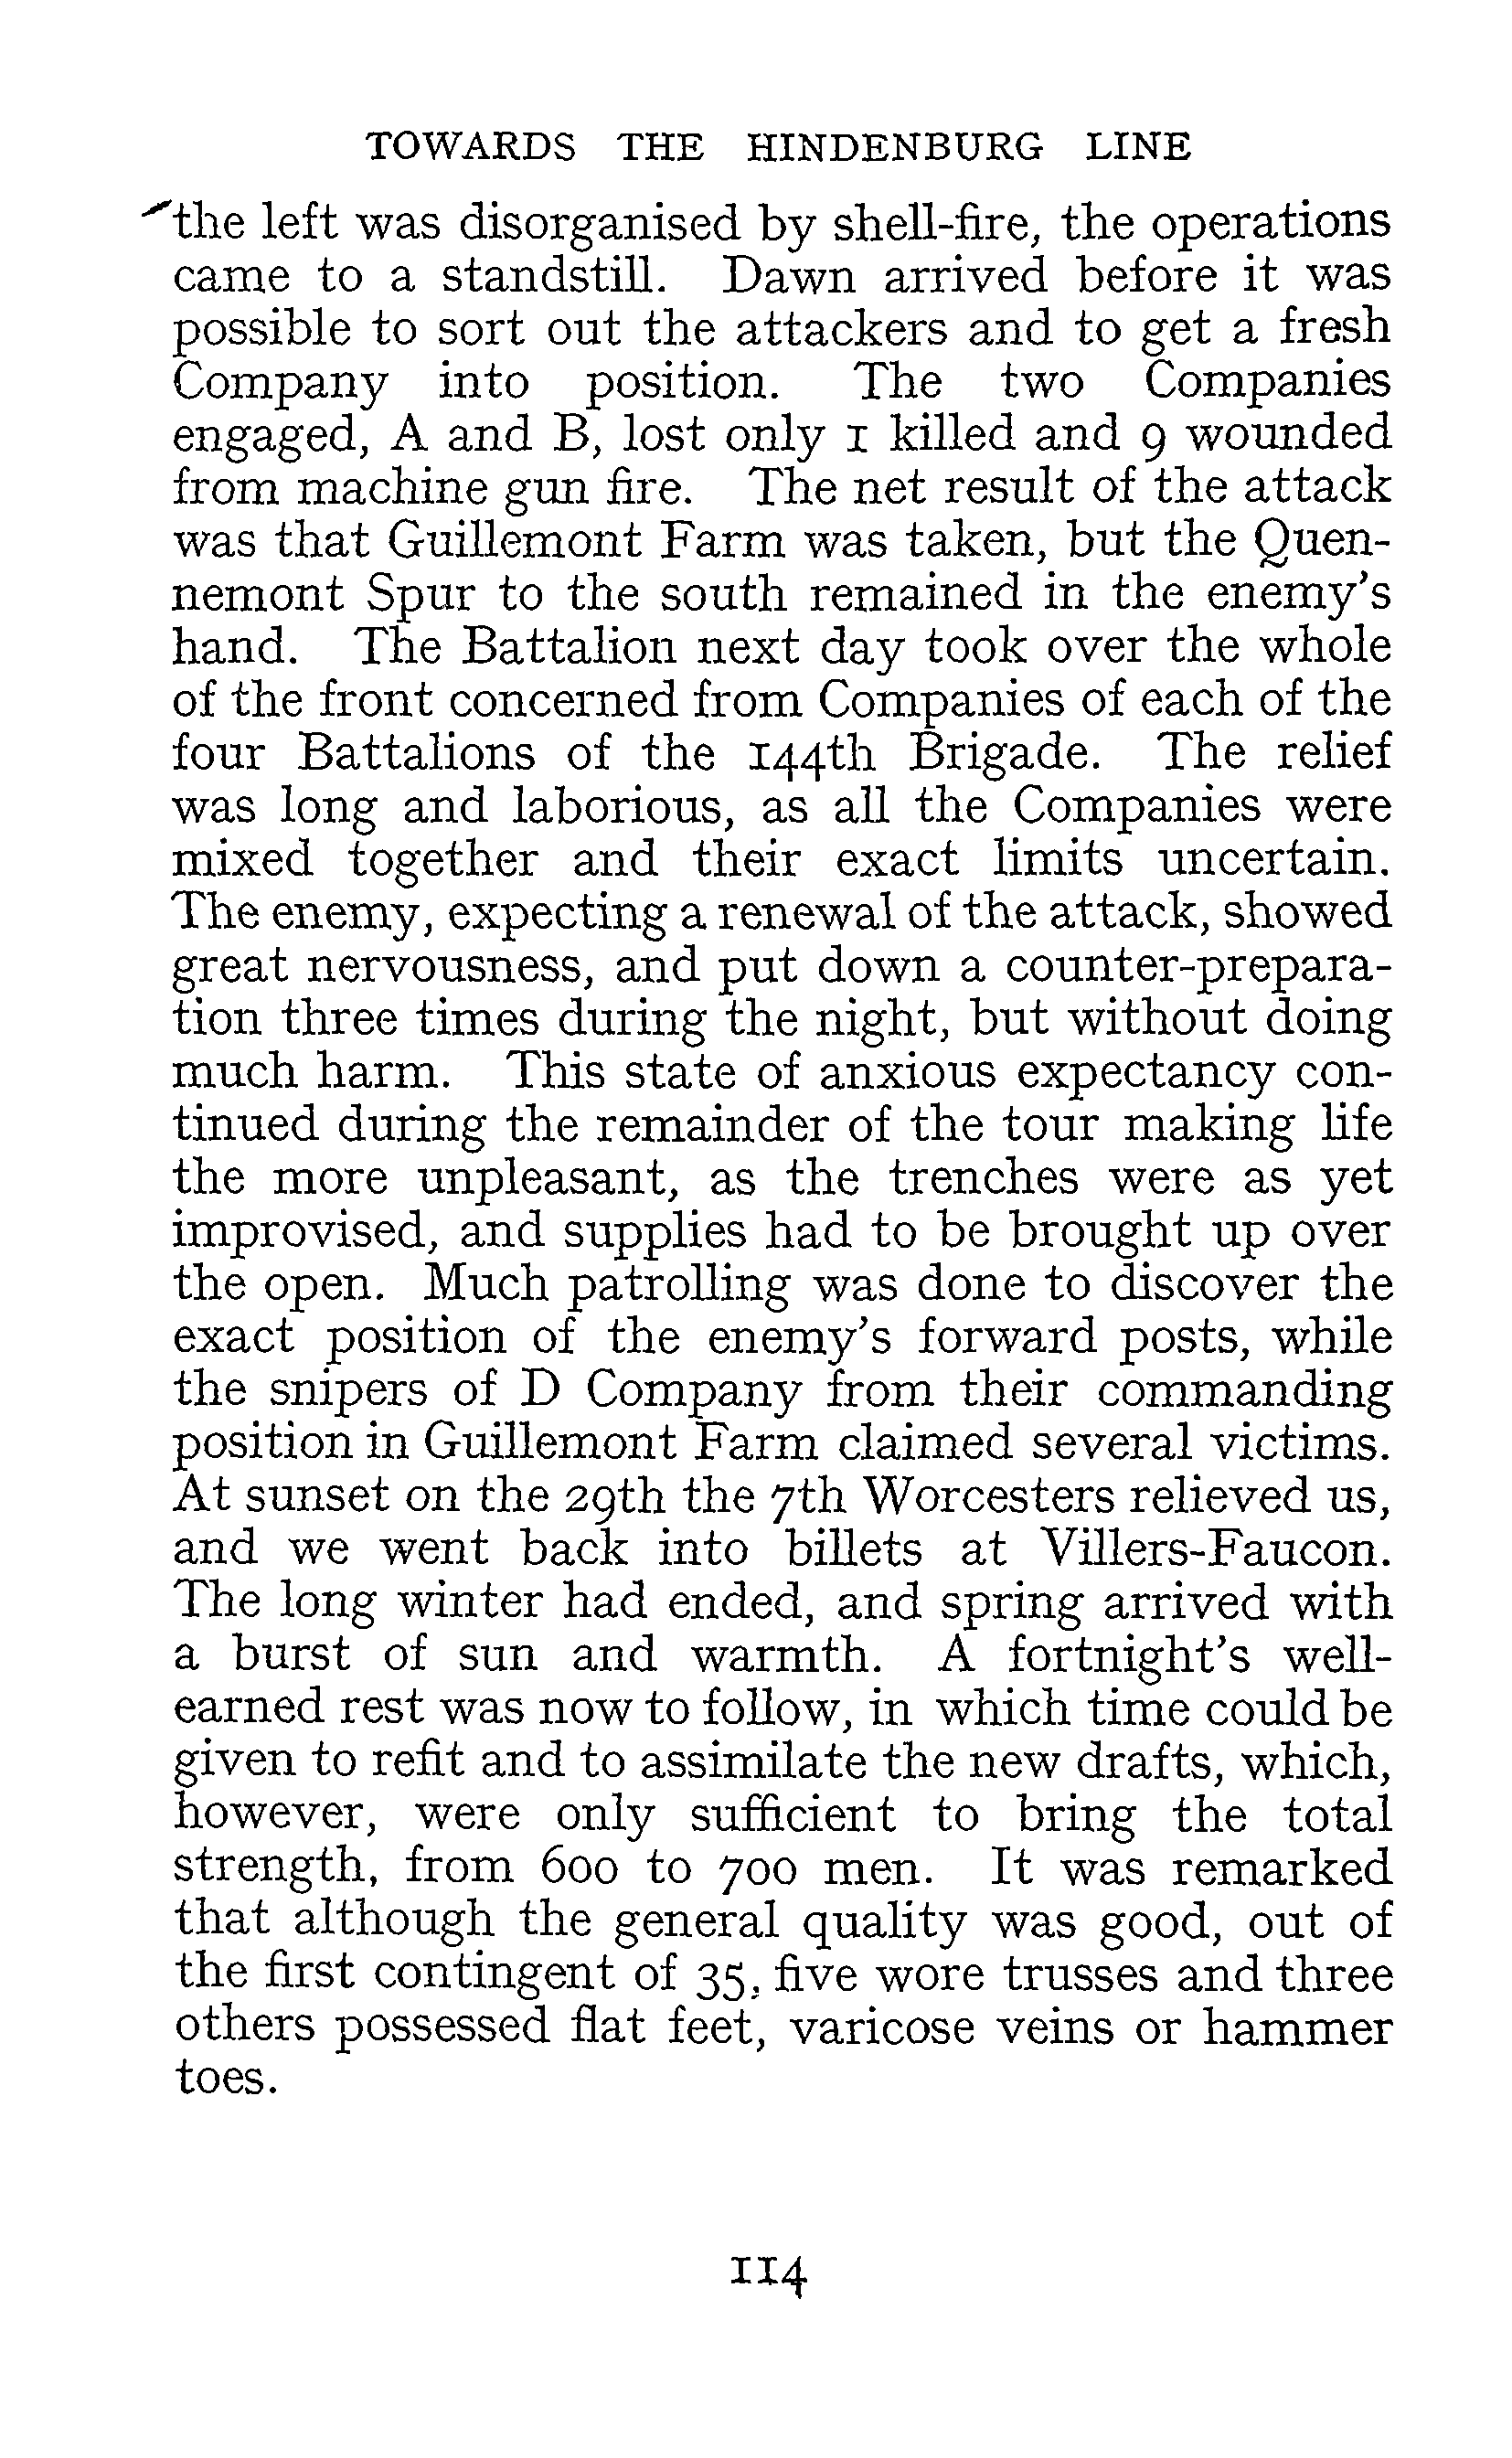 TOWARDS THE HINDENBURG LINE
the left was disorganised by shell-fire, the operations
came to a standstill. Dawn arrived before it was
possible to sort out the attackers and to get a fresh
Company into position. The two Companies
engaged, A and B, lost only 1 killed and 9 wounded
from machine gun fire. The net result of the attack
was that Guillemont Farm was taken, but the Quen-
nemont Spur to the south remained in the enemy's
hand. The Battalion next day took over the whole
of the front concerned from Companies of each of the
four Battalions of the 144th Brigade. The relief
was long and laborious, as all the Companies were
mixed together and their exact limits uncertain.
The enemy, expecting a renewal of the attack, showed
great nervousness, and put down a counter-prepara-
tion three times during the night, but without doing
much harm. This state of anxious expectancy con-
tinued during the remainder of the tour making life
the more unpleasant, as the trenches were as yet
improvised, and supplies had to be brought up over
the open. Much patrolling was done to discover the
exact position of the enemy's forward posts, while
the snipers of D Company from their commanding
position in Guillemont Farm claimed several victims.
At sunset on the 29th the 7th Worcesters relieved us,
and we went back into billets at Villers-Faucon.
The long winter had ended, and spring arrived with
a burst of sun and warmth. A fortnight's well-
earned rest was now to follow, in which time could be
given to refit and to assimilate the new drafts, which,
however, were only sufficient to bring the total
strength, from 600 to 700 men. It was remarked
that although the general quality was good, out of
the first contingent of 35, five wore trusses and three
others possessed flat feet, varicose veins or hammer
toes.
114